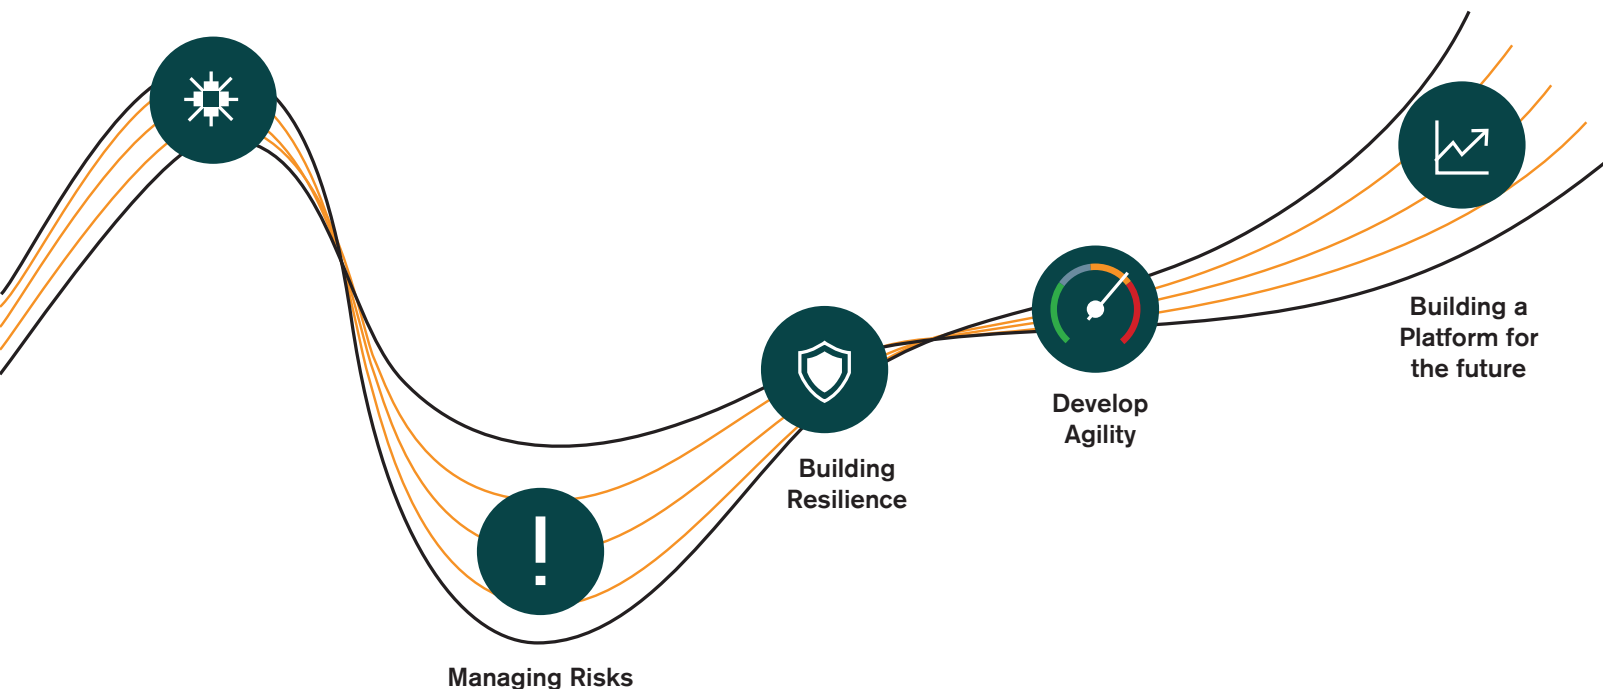 Managing Risks
Building
Resilience
Develop
Agility
Building a
Platform for
the future